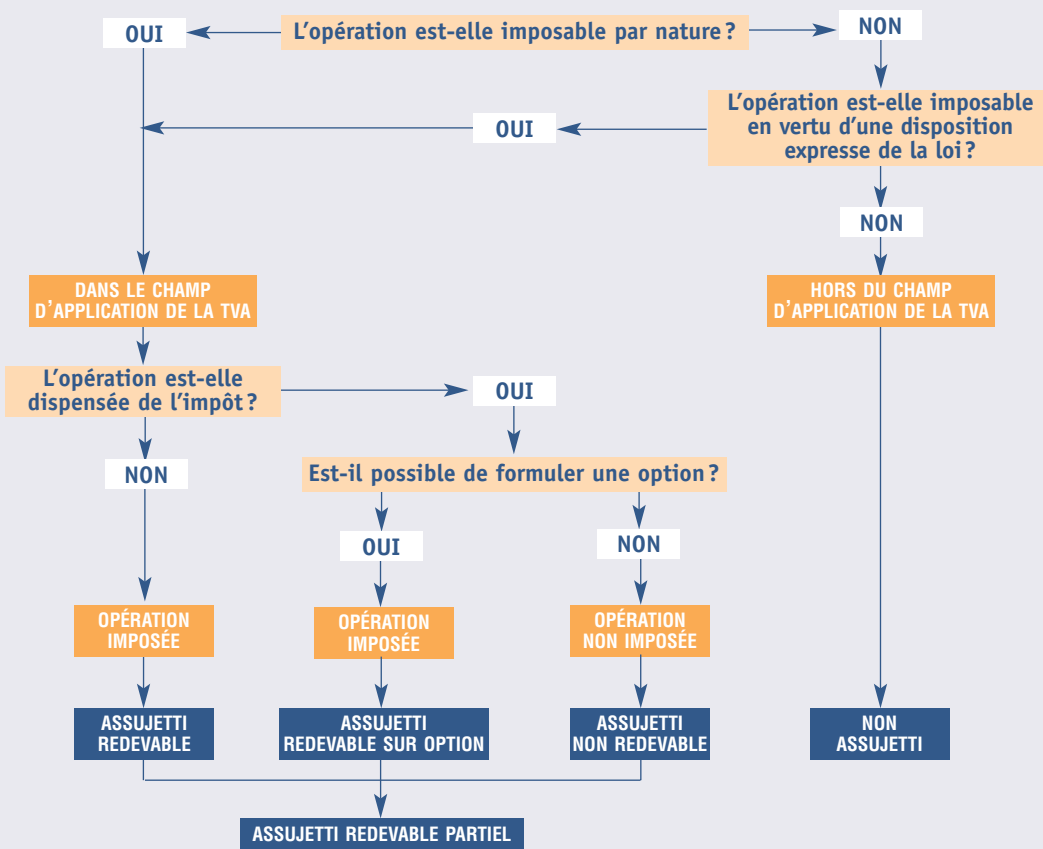 OUI
L'opération est-elle imposable par nature ?
NON
L'opération est-elle imposable
en vertu d'une disposition
expresse de la loi ?
OUI
NON
DANS LE CHAMP
D'APPLICATION DE LA TVA
HORS DU CHAMP
D'APPLICATION DE LA TVA
L'opération est-elle
dispensée de l'impôt ?
OUI
NON
Est-il possible de formuler une option ?
OUI
NON
OPÉRATION
IMPOSÉE
OPÉRATION
IMPOSÉE
OPÉRATION
NON IMPOSÉE
ASSUJETTI
REDEVABLE
ASSUJETTI
REDEVABLE SUR OPTION
ASSUJETTI
NON REDEVABLE
NON
ASSUJETTI
ASSUJETTI REDEVABLE PARTIEL